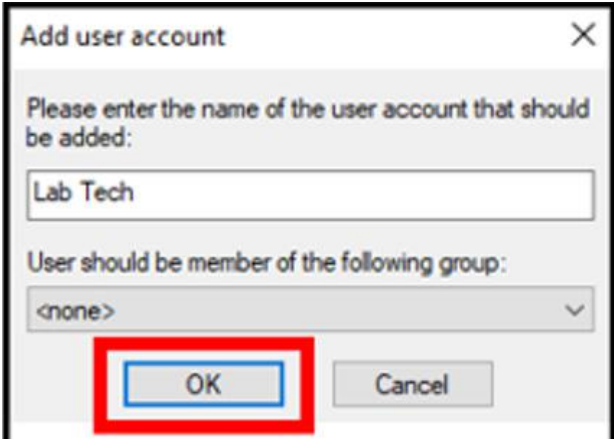 Add user account
Please enter the name of the user account that should
be added:
Lab Tech
User should be member of the following group:
<none>
OK Cancel